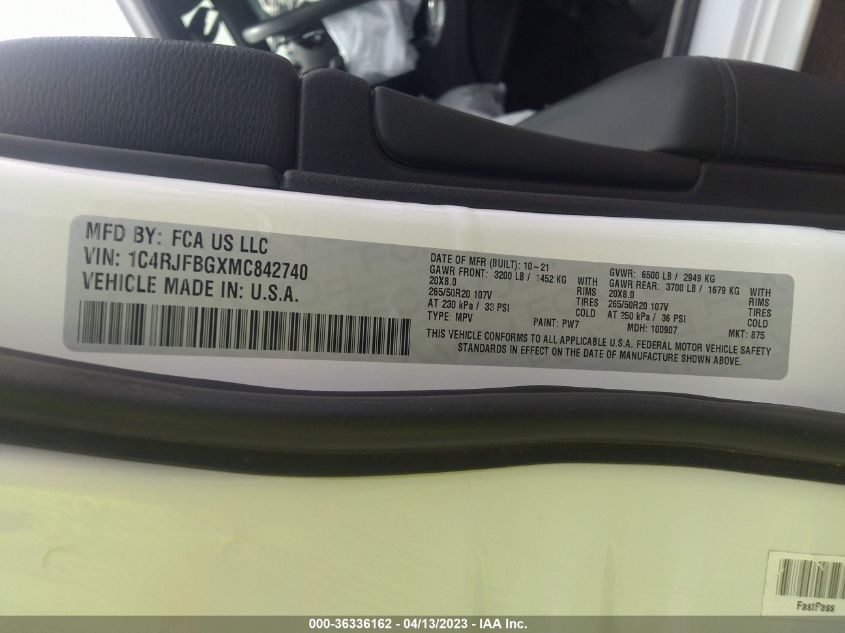 MFD BY: FCA US LLC
VIN: 1C4RJFBGXMC842740
VEHICLE MADE IN: U.S.A.
DATE OF MFR (BUILT): 10-21 GVWR: 6500 LB / 2949 KG
GAWR FRONT: 3200 LB / 1452 KG WITH GAWR REAR: 3700 LB / 1679 KG WITH
20X8.0 RIMS 20X8.0 RIMS
265/50R20 107V TIRES 265/50R20 107V TIRES
AT 230 kPa / 33 PSI COLD AT 250 kPa / 36 PSI COLD
TYPE: MPV PAINT: PW7 MDH: 100907 MKT: 875
THIS VEHICLE CONFORMS TO ALL APPLICABLE U.S.A. FEDERAL MOTOR VEHICLE SAFETY
STANDARDS IN EFFECT ON THE DATE OF MANUFACTURE SHOWN ABOVE.
FastPass
000-36336162 - 04/13/2023 - IAA Inc.